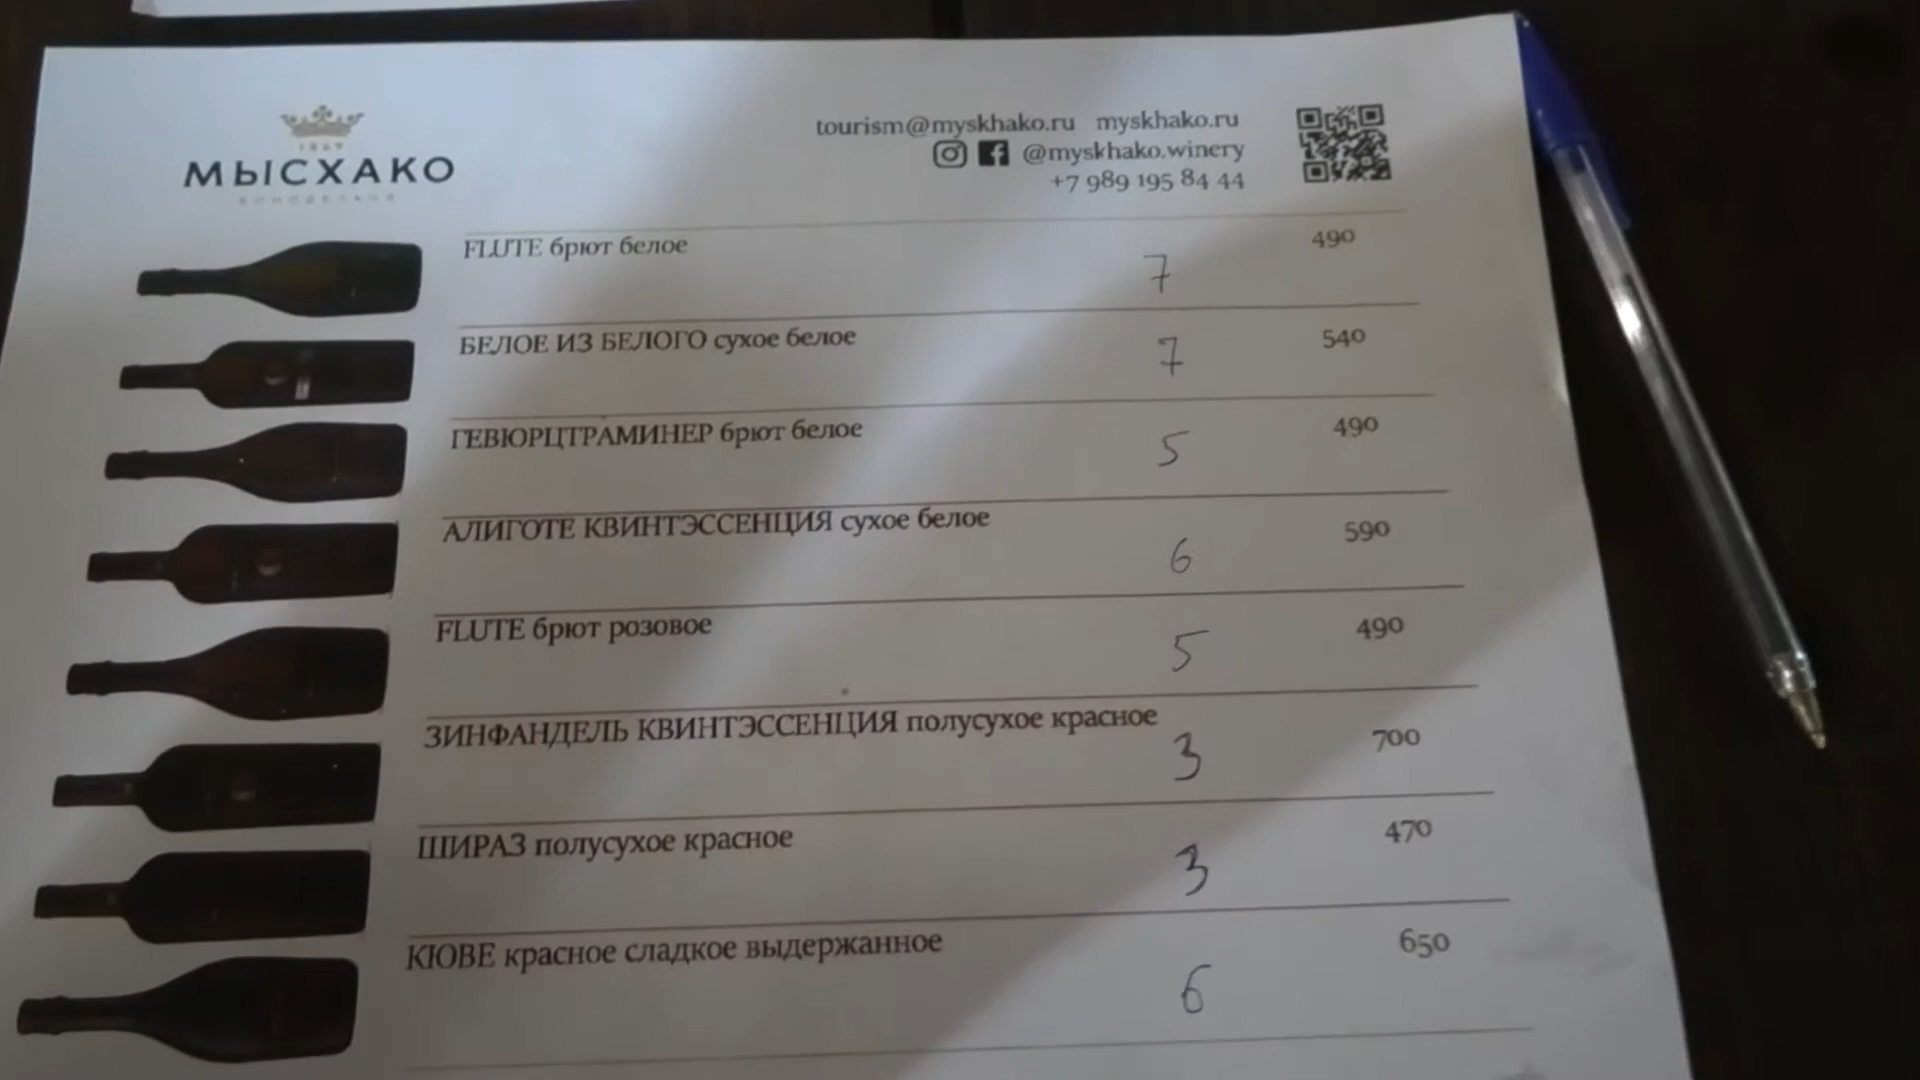 1869
МЫСХАКО
ВИНОДЕЛЬНЯ
tourism@myskhako.ru myskhako.ru
@myskhako.winery
+7 989 195 84 44
FLUTE брют белое 7 490
БЕЛОЕ ИЗ БЕЛОГО сухое белое 7 540
ГЕВЮРЦТРАМИНЕР брют белое 5 490
АЛИГОТЕ КВИНТЭССЕНЦИЯ сухое белое 6 590
FLUTE брют розовое 5 490
ЗИНФАНДЕЛЬ КВИНТЭССЕНЦИЯ полусухое красное 3 700
ШИРАЗ полусухое красное 3 470
КЮВЕ красное сладкое выдержанное 6 650